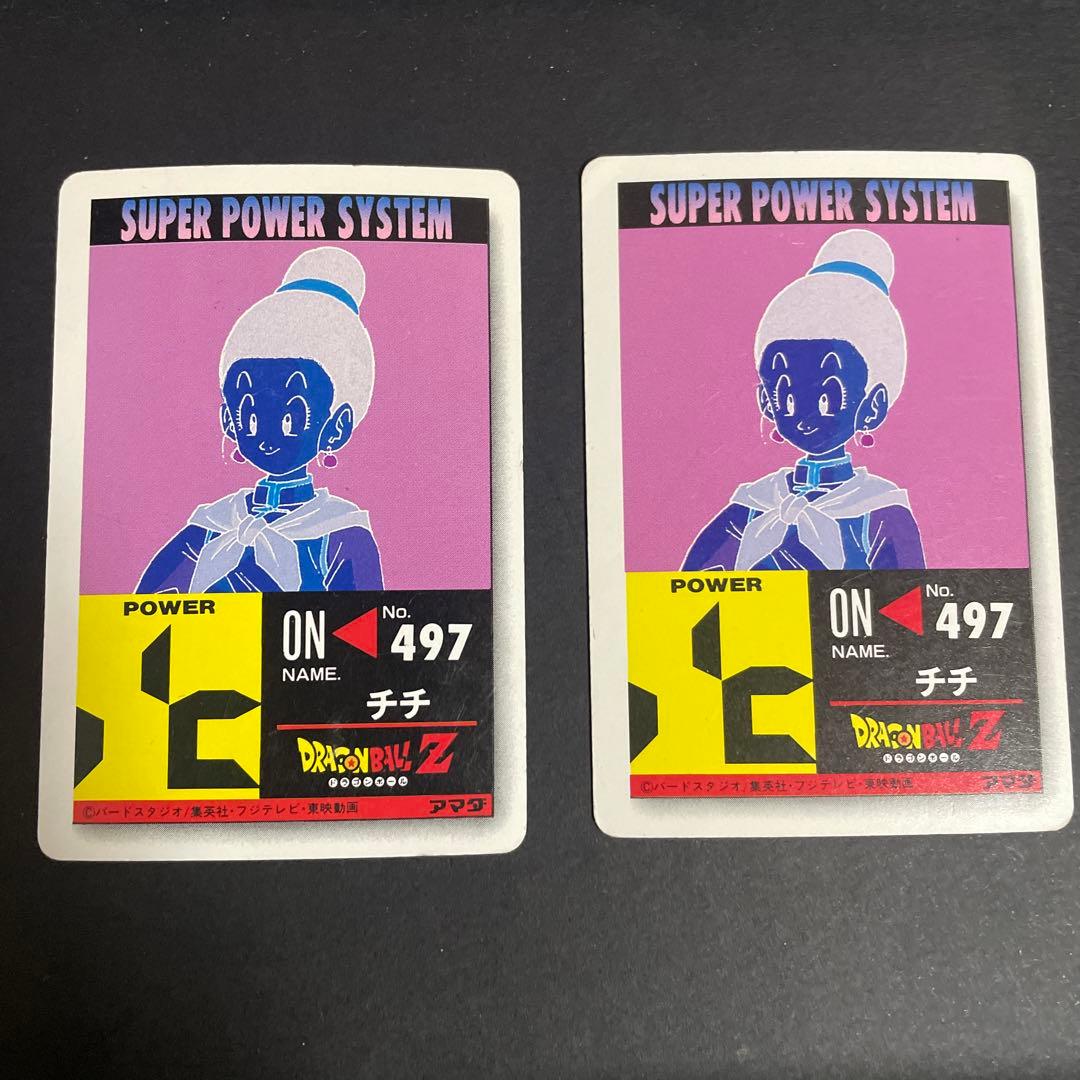 SUPER POWER SYSTEM
POWER
ON
No.
497
NAME.
チチ
DRAGON BALL Z
ドラゴンボール
©バードスタジオ/集英社・フジテレビ・東映動画
アマダ
SUPER POWER SYSTEM
POWER
ON
No.
497
NAME.
チチ
DRAGON BALL Z
ドラゴンボール
©バードスタジオ/集英社・フジテレビ・東映動画
アマダ